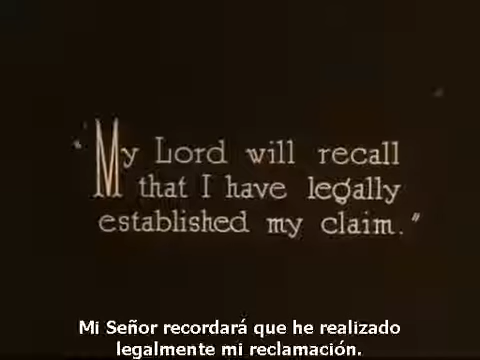 "My Lord will recall
that I have legally
established my claim."
Mi Señor recordará que he realizado
legalmente mi reclamación.